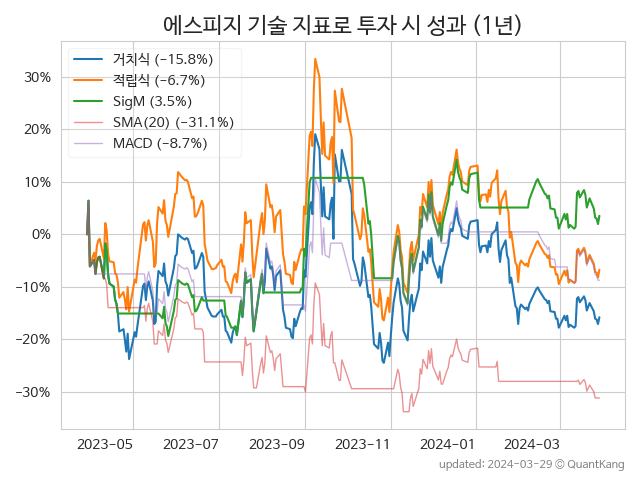 에스피지 기술 지표로 투자 시 성과 (1년)
거치식 (−15.8%)
적립식 (−6.7%)
SigM (3.5%)
SMA(20) (−31.1%)
MACD (−8.7%)
30%
20%
10%
0%
−10%
−20%
−30%
2023−05
2023−07
2023−09
2023−11
2024−01
2024−03
updated: 2024−03−29 © QuantKang